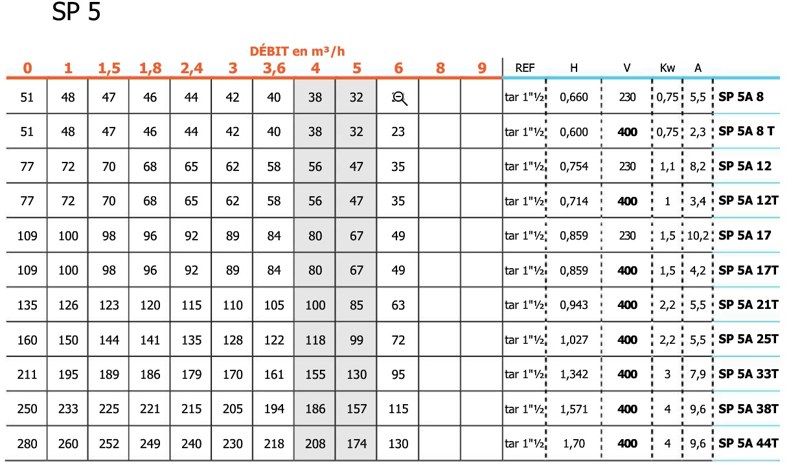 SP 5
DÉBIT en m³/h
0 1 1,5 1,8 2,4 3 3,6 4 5 6 8 9 REF H V Kw A
51 48 47 46 44 42 40 38 32 tar 1"½ 0,660 230 0,75 5,5 SP 5A 8
51 48 47 46 44 42 40 38 32 23 tar 1"½ 0,600 400 0,75 2,3 SP 5A 8 T
77 72 70 68 65 62 58 56 47 35 tar 1"½ 0,754 230 1,1 8,2 SP 5A 12
77 72 70 68 65 62 58 56 47 35 tar 1"½ 0,714 400 1 3,4 SP 5A 12T
109 100 98 96 92 89 84 80 67 49 tar 1"½ 0,859 230 1,5 10,2 SP 5A 17
109 100 98 96 92 89 84 80 67 49 tar 1"½ 0,859 400 1,5 4,2 SP 5A 17T
135 126 123 120 115 110 105 100 85 63 tar 1"½ 0,943 400 2,2 5,5 SP 5A 21T
160 150 144 141 135 128 122 118 99 72 tar 1"½ 1,027 400 2,2 5,5 SP 5A 25T
211 195 189 186 179 170 161 155 130 95 tar 1"½ 1,342 400 3 7,9 SP 5A 33T
250 233 225 221 215 205 194 186 157 115 tar 1"½ 1,571 400 4 9,6 SP 5A 38T
280 260 252 249 240 230 218 208 174 130 tar 1"½ 1,70 400 4 9,6 SP 5A 44T